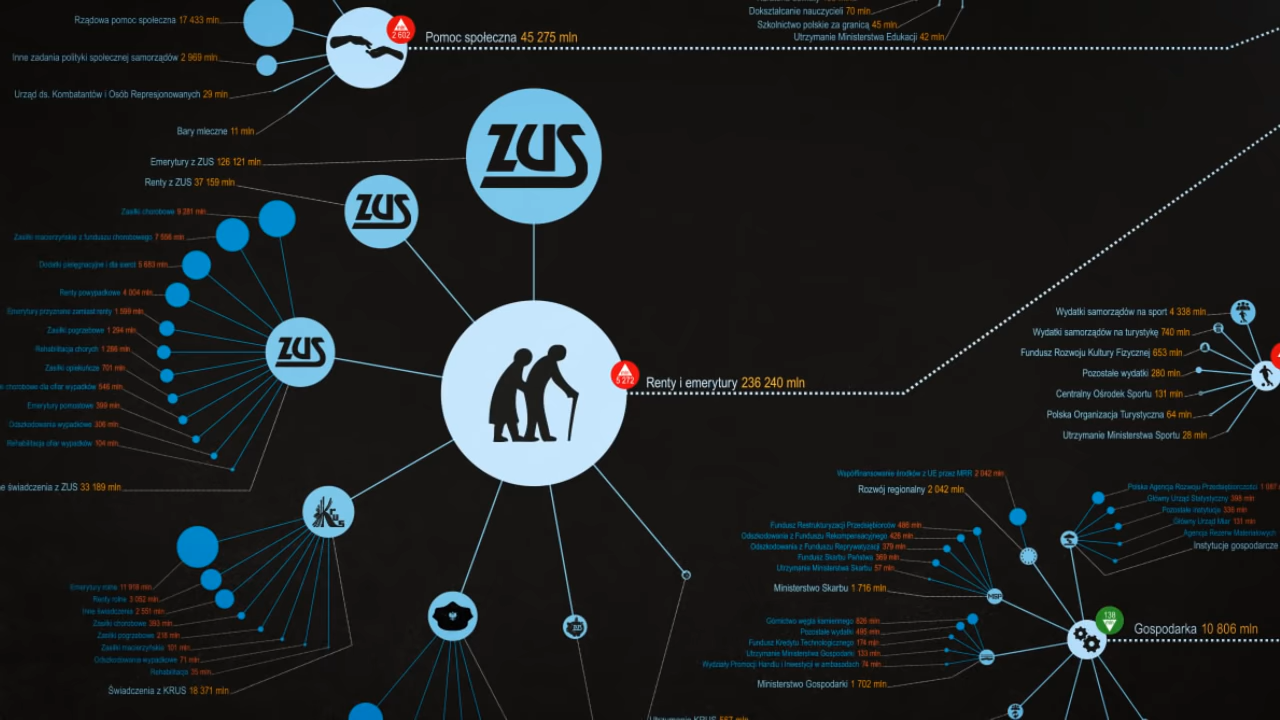 Rządowa pomoc społeczna 17 433 mln
Inne zadania polityki społecznej samorządów 2 969 mln
Urząd ds. Kombatantów i Osób Represjonowanych 29 mln
Bary mleczne 11 mln
2 602
Pomoc społeczna 45 275 mln
Dokształcanie nauczycieli 70 mln
Szkolnictwo polskie za granicą 45 mln
Utrzymanie Ministerstwa Edukacji 42 mln
ZUS
Emerytury z ZUS 126 121 mln
Renty z ZUS 37 159 mln
ZUS
Zasiłki chorobowe 8 281 mln
Zasiłki macierzyńskie z funduszu chorobowego 7 596 mln
Dodatki pielęgnacyjne i dla sierot 5 683 mln
Renty powypadkowe 4 004 mln
Emerytury przyznane zamiast renty 1 599 mln
Zasiłki pogrzebowe 1 294 mln
Rehabilitacja chorych 1 266 mln
Zasiłki opiekuńcze 701 mln
chorobowe dla ofiar wypadków 546 mln
Emerytury pomostowe 399 mln
Odszkodowania wypadkowe 306 mln
Rehabilitacja ofiar wypadków 104 mln
ZUS
świadczenia z ZUS 33 189 mln
5 272
Renty i emerytury 236 240 mln
KRUS
Emerytury rolne 11 918 mln
Renty rolne 3 052 mln
Inne świadczenia 2 551 mln
Zasiłki chorobowe 393 mln
Zasiłki pogrzebowe 218 mln
Zasiłki macierzyńskie 101 mln
Odszkodowania wypadkowe 71 mln
Rehabilitacja 35 mln
Świadczenia z KRUS 18 371 mln
Utrzymanie KRUS 557 mln
Wydatki samorządów na sport 4 336 mln
Wydatki samorządów na turystykę 740 mln
Fundusz Rozwoju Kultury Fizycznej 653 mln
Pozostałe wydatki 280 mln
Centralny Ośrodek Sportu 131 mln
Polska Organizacja Turystyczna 64 mln
Utrzymanie Ministerstwa Sportu 28 mln
Współfinansowanie środków z UE przez MRR 2 042 mln
Rozwój regionalny 2 042 mln
Fundusz Restrukturyzacji Przedsiębiorców 486 mln
Odszkodowania z Funduszu Rekompensacyjnego 426 mln
Odszkodowania z Funduszu Reprywatyzacji 379 mln
Fundusz Skarbu Państwa 369 mln
Utrzymanie Ministerstwa Skarbu 57 mln
Ministerstwo Skarbu 1 716 mln
MSP
Górnictwo węgla kamiennego 826 mln
Pozostałe wydatki 495 mln
Fundusz Kredytu Technologicznego 174 mln
Utrzymanie Ministerstwa Gospodarki 133 mln
Wydziały Promocji Handlu i Inwestycji w ambasadach 74 mln
Ministerstwo Gospodarki 1 702 mln
Polska Agencja Rozwoju Przedsiębiorczości 1 087
Główny Urząd Statystyczny 398 mln
Pozostałe instytucje 336 mln
Główny Urząd Miar 131 mln
Agencja Rezerw Materiałowych
Instytucje gospodarcze
138
Gospodarka 10 806 mln